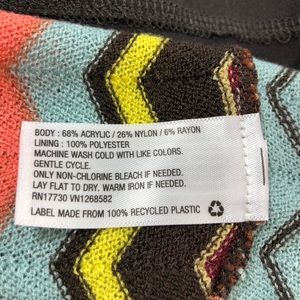 BODY : 68% ACRYLIC / 26% NYLON / 6% RAYON
LINING : 100% POLYESTER
MACHINE WASH COLD WITH LIKE COLORS.
GENTLE CYCLE.
ONLY NON-CHLORINE BLEACH IF NEEDED.
LAY FLAT TO DRY. WARM IRON IF NEEDED.
RN17730 VN1268582
LABEL MADE FROM 100% RECYCLED PLASTIC